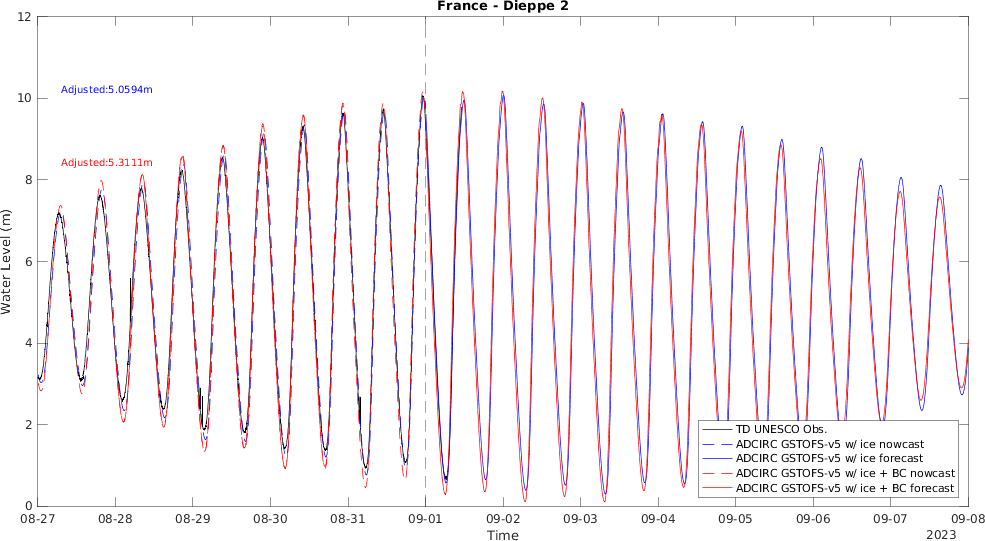 France - Dieppe 2
12
10
8
6
4
2
0
Water Level (m)
Adjusted:5.0594m
Adjusted:5.3111m
TD UNESCO Obs.
ADCIRC GSTOFS-v5 w/ ice nowcast
ADCIRC GSTOFS-v5 w/ ice forecast
ADCIRC GSTOFS-v5 w/ ice + BC nowcast
ADCIRC GSTOFS-v5 w/ ice + BC forecast
08-27 08-28 08-29 08-30 08-31 09-01 09-02 09-03 09-04 09-05 09-06 09-07 09-08
Time
2023